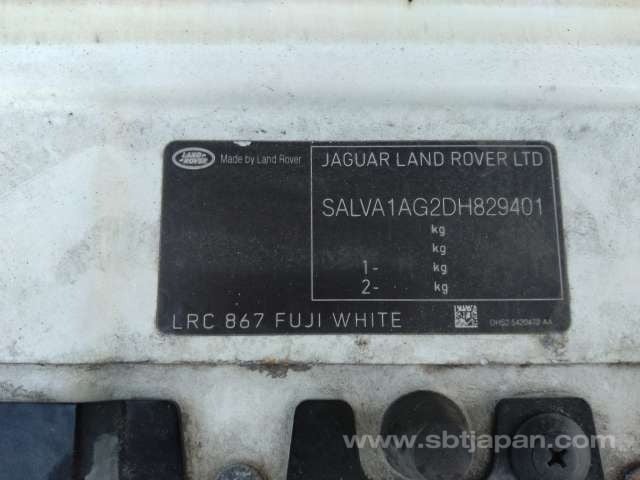 LAND-ROVER
Made by Land Rover
JAGUAR LAND ROVER LTD
SALVA1AG2DH829401
kg
kg
1- kg
2- kg
LRC 867 FUJI WHITE
www.sbtjapan.com